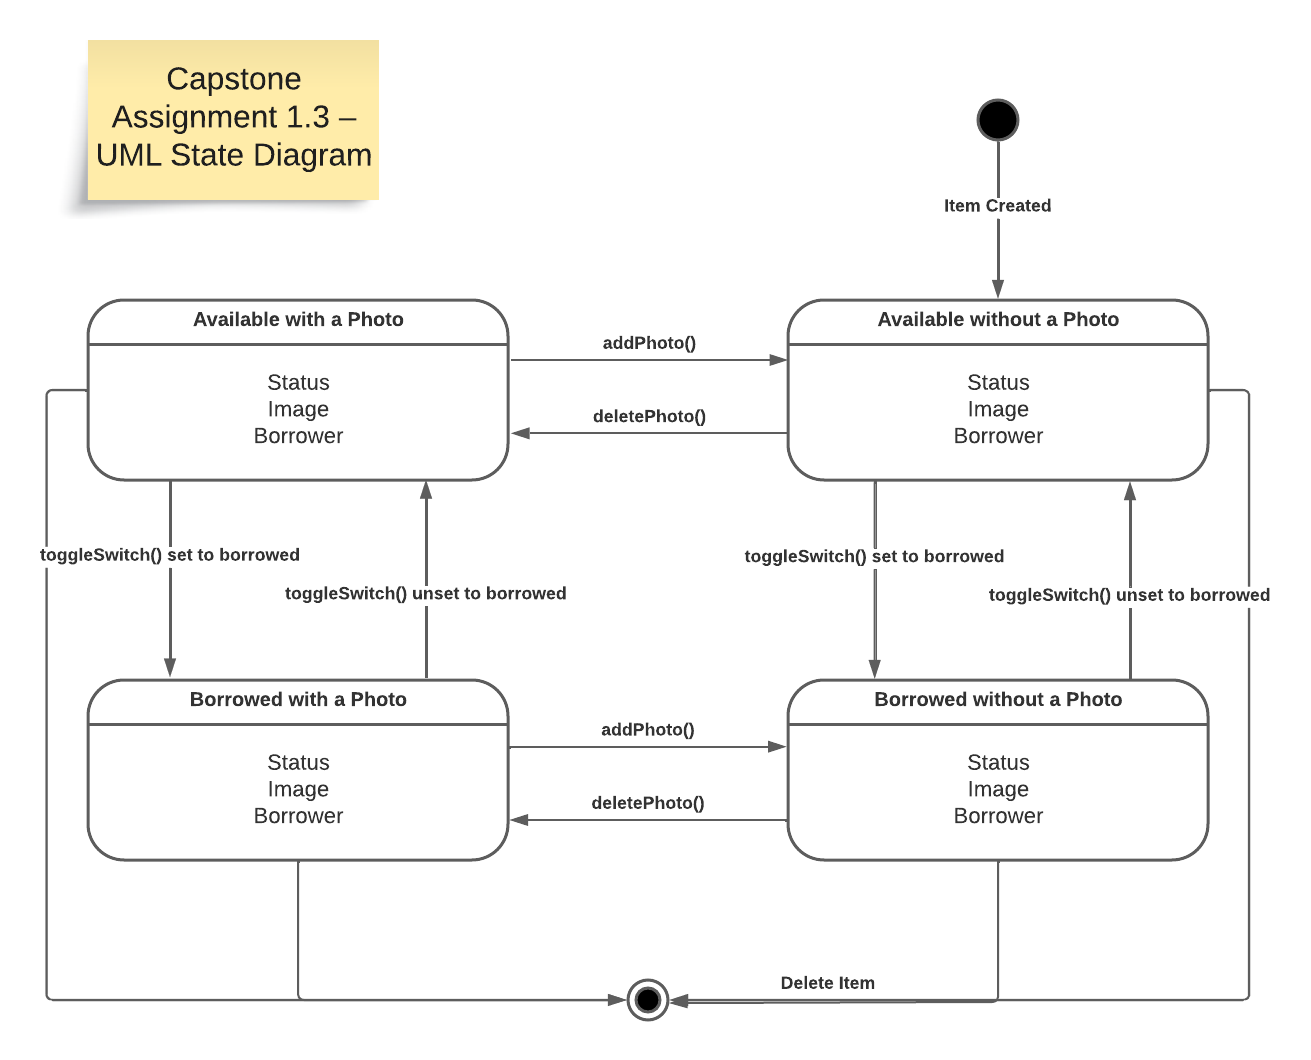 Capstone
Assignment 1.3 –
UML State Diagram
Item Created
Available with a Photo
Status
Image
Borrower
addPhoto()
deletePhoto()
Available without a Photo
Status
Image
Borrower
toggleSwitch() set to borrowed
toggleSwitch() unset to borrowed
toggleSwitch() set to borrowed
toggleSwitch() unset to borrowed
Borrowed with a Photo
Status
Image
Borrower
addPhoto()
deletePhoto()
Borrowed without a Photo
Status
Image
Borrower
Delete Item